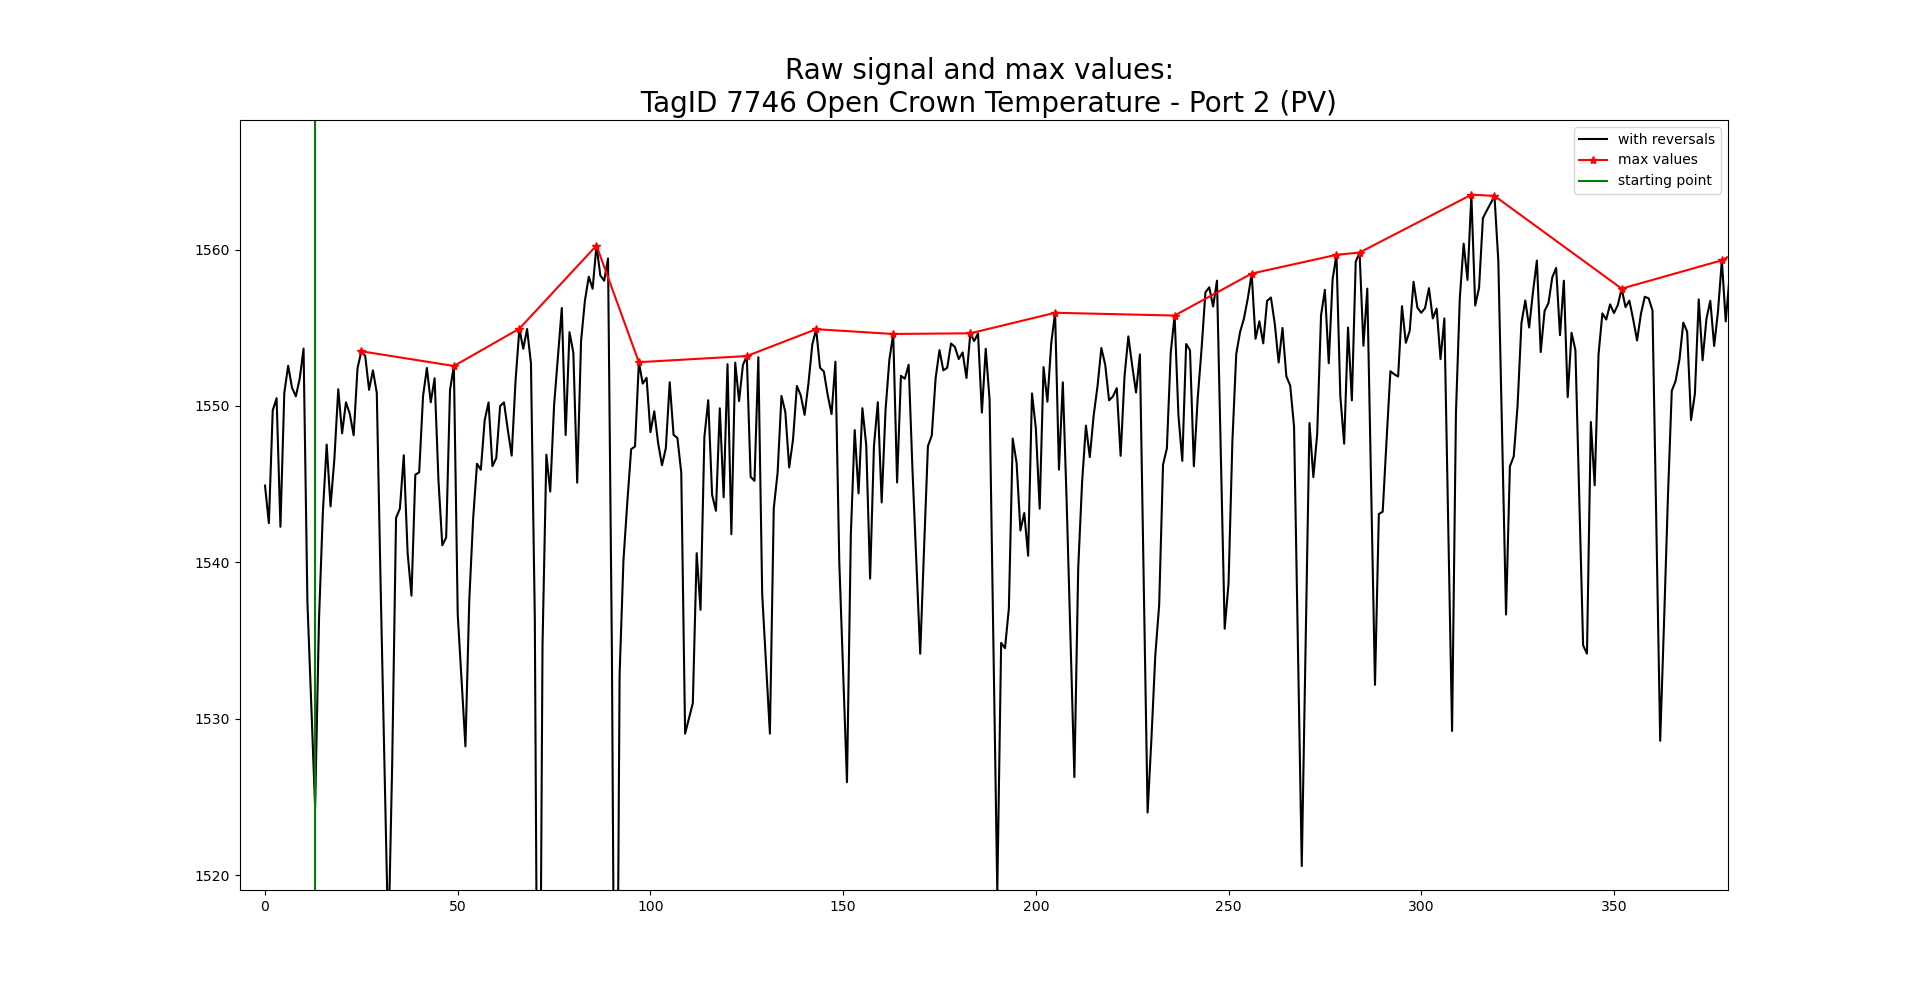 Raw signal and max values:
TagID 7746 Open Crown Temperature - Port 2 (PV)
with reversals
max values
starting point
1560
1550
1540
1530
1520
0 50 100 150 200 250 300 350